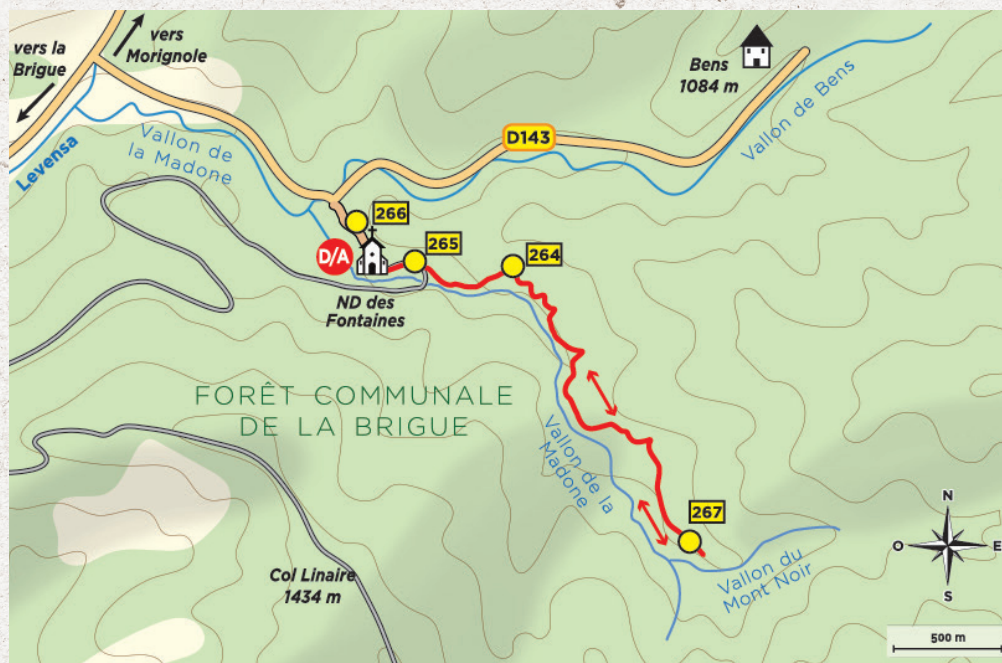 vers la
Brigue
vers
Morignole
Bens
1084 m
D143
Vallon de Bens
Levensa
Vallon de
la Madone
266
D/A
265
264
ND des
Fontaines
FORÊT COMMUNALE
DE LA BRIGUE
Vallon de la
Madone
267
Vallon du
Mont Noir
Col Linaire
1434 m
N
O
E
S
500 m